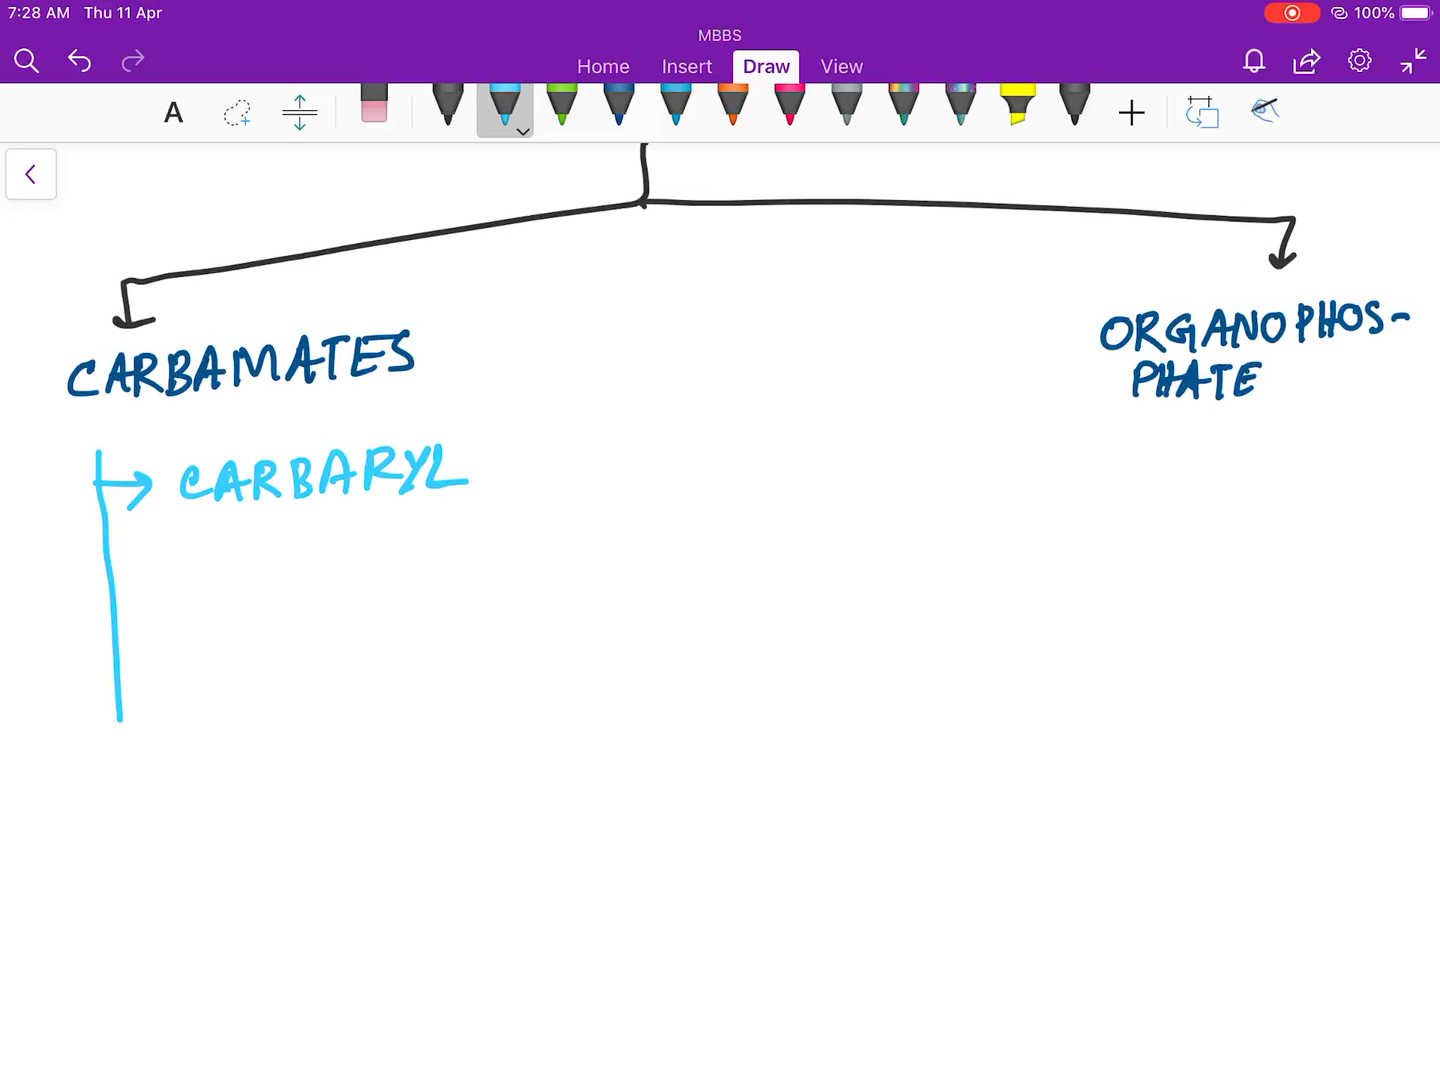 7:28 AM Thu 11 Apr
100%
MBBS
Home Insert Draw View
A
CARBAMATES
ORGANOPHOS-
PHATE
CARBARYL